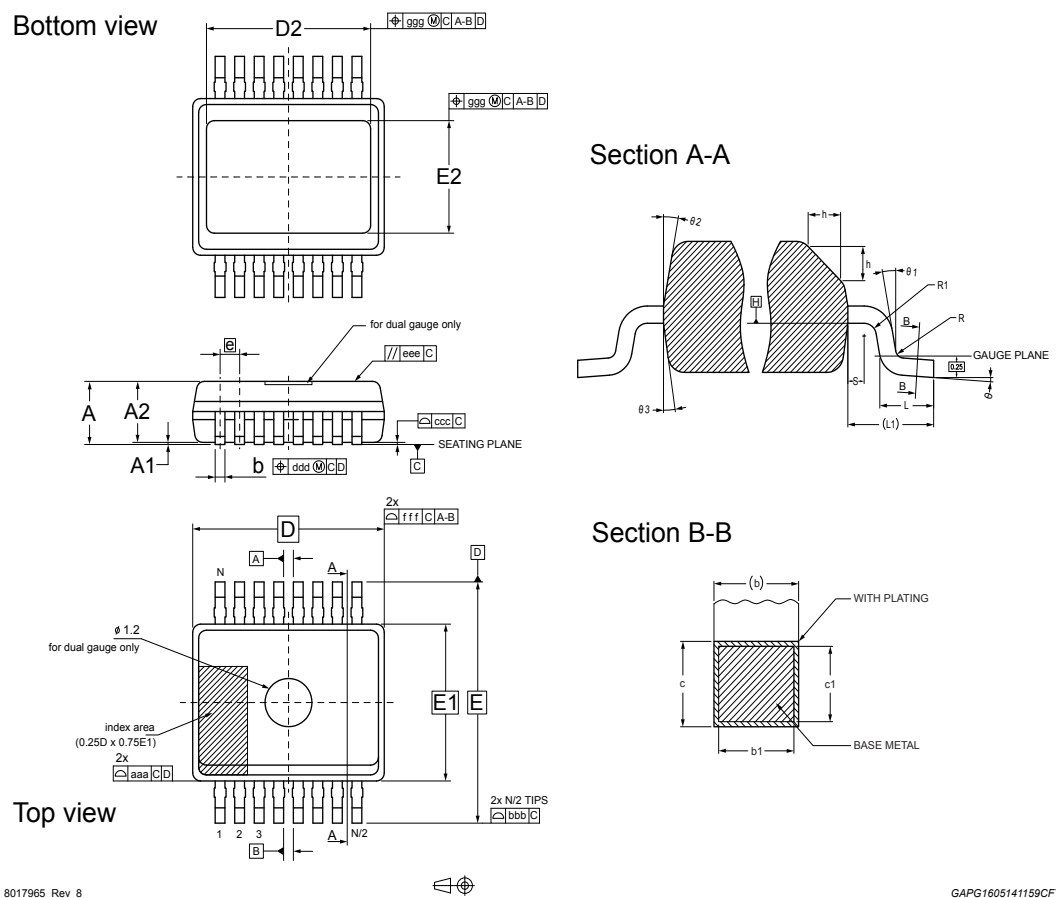 Bottom view
D2
⌖ ggg Ⓜ C A-B D
⌖ ggg Ⓜ C A-B D
E2
Section A-A
θ2
h
h
θ1
R1
H
B
R
GAUGE PLANE
0.25
S
B
θ
L
θ3
(L1)
for dual gauge only
e
// eee C
A
A2
⌓ ccc C
SEATING PLANE
A1
b
⌖ ddd Ⓜ C D
C
2x
⌓ f f f C A-B
D
A
D
N
A
ø 1.2
for dual gauge only
E1
E
index area
(0.25D x 0.75E1)
2x
⌓ aaa C D
2x N/2 TIPS
⌓ bbb C
Top view
1 2 3
A
N/2
B
Section B-B
(b)
WITH PLATING
c
c1
BASE METAL
b1
8017965 Rev 8
GAPG1605141159CF